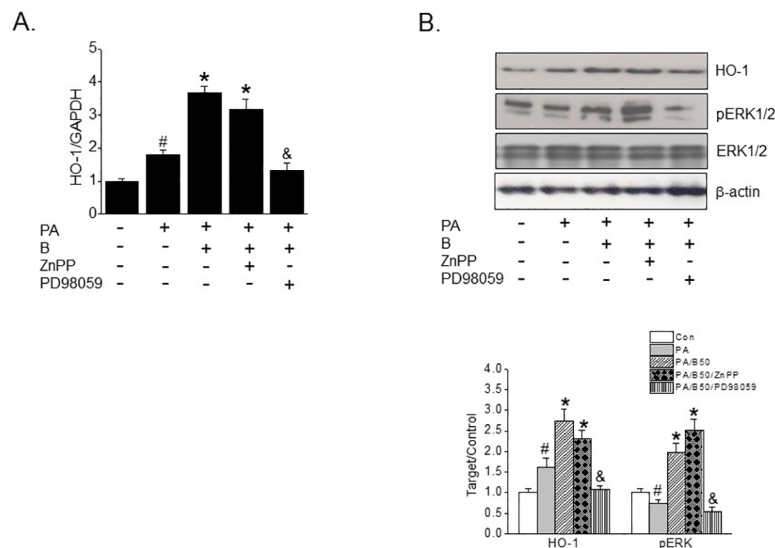 A.
5
4
3
2
1
0
HO-1/GAPDH
#
*
*
&
PA - + + + +
B - - + + +
ZnPP - - - + -
PD98059 - - - - +
B.
HO-1
pERK1/2
ERK1/2
β-actin
PA - + + + +
B - - + + +
ZnPP - - - + -
PD98059 - - - - +
Con
PA
PA/B50
PA/B50/ZnPP
PA/B50/PD98059
4.0
3.5
3.0
2.5
2.0
1.5
1.0
0.5
0.0
Target/Control
#
*
*
&
#
*
*
&
HO-1 pERK